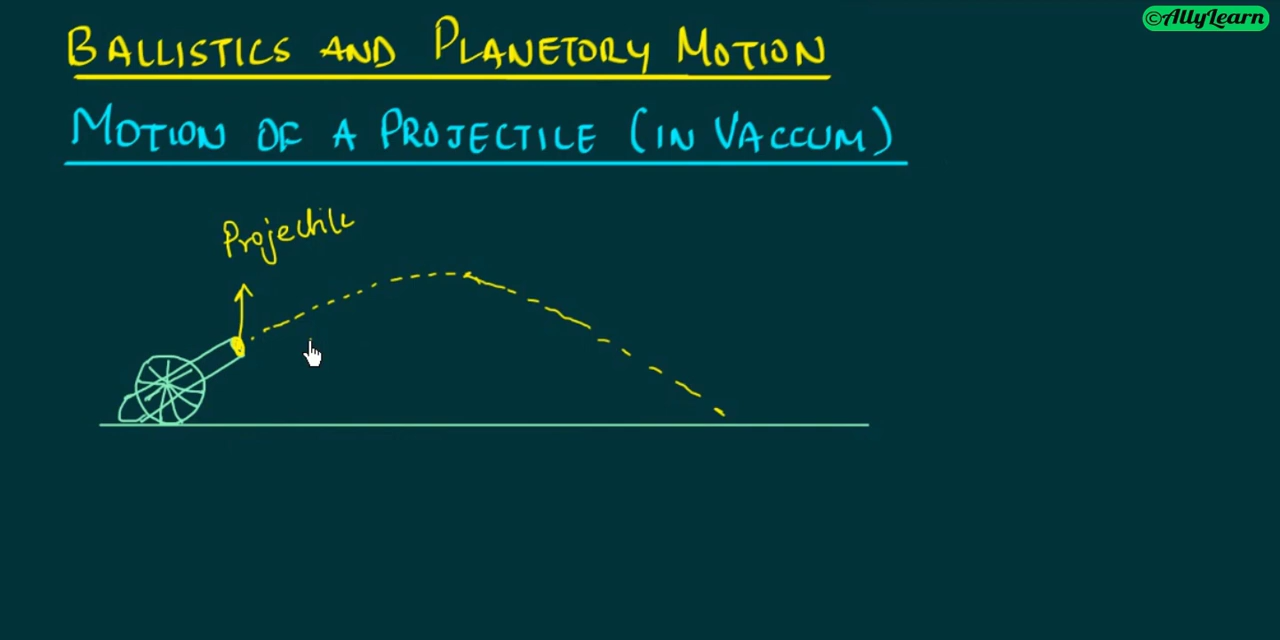 ©AllyLearn
BALLISTICS AND PLANETORY MOTION
MOTION OF A PROJECTILE (IN VACCUM)
Projectile